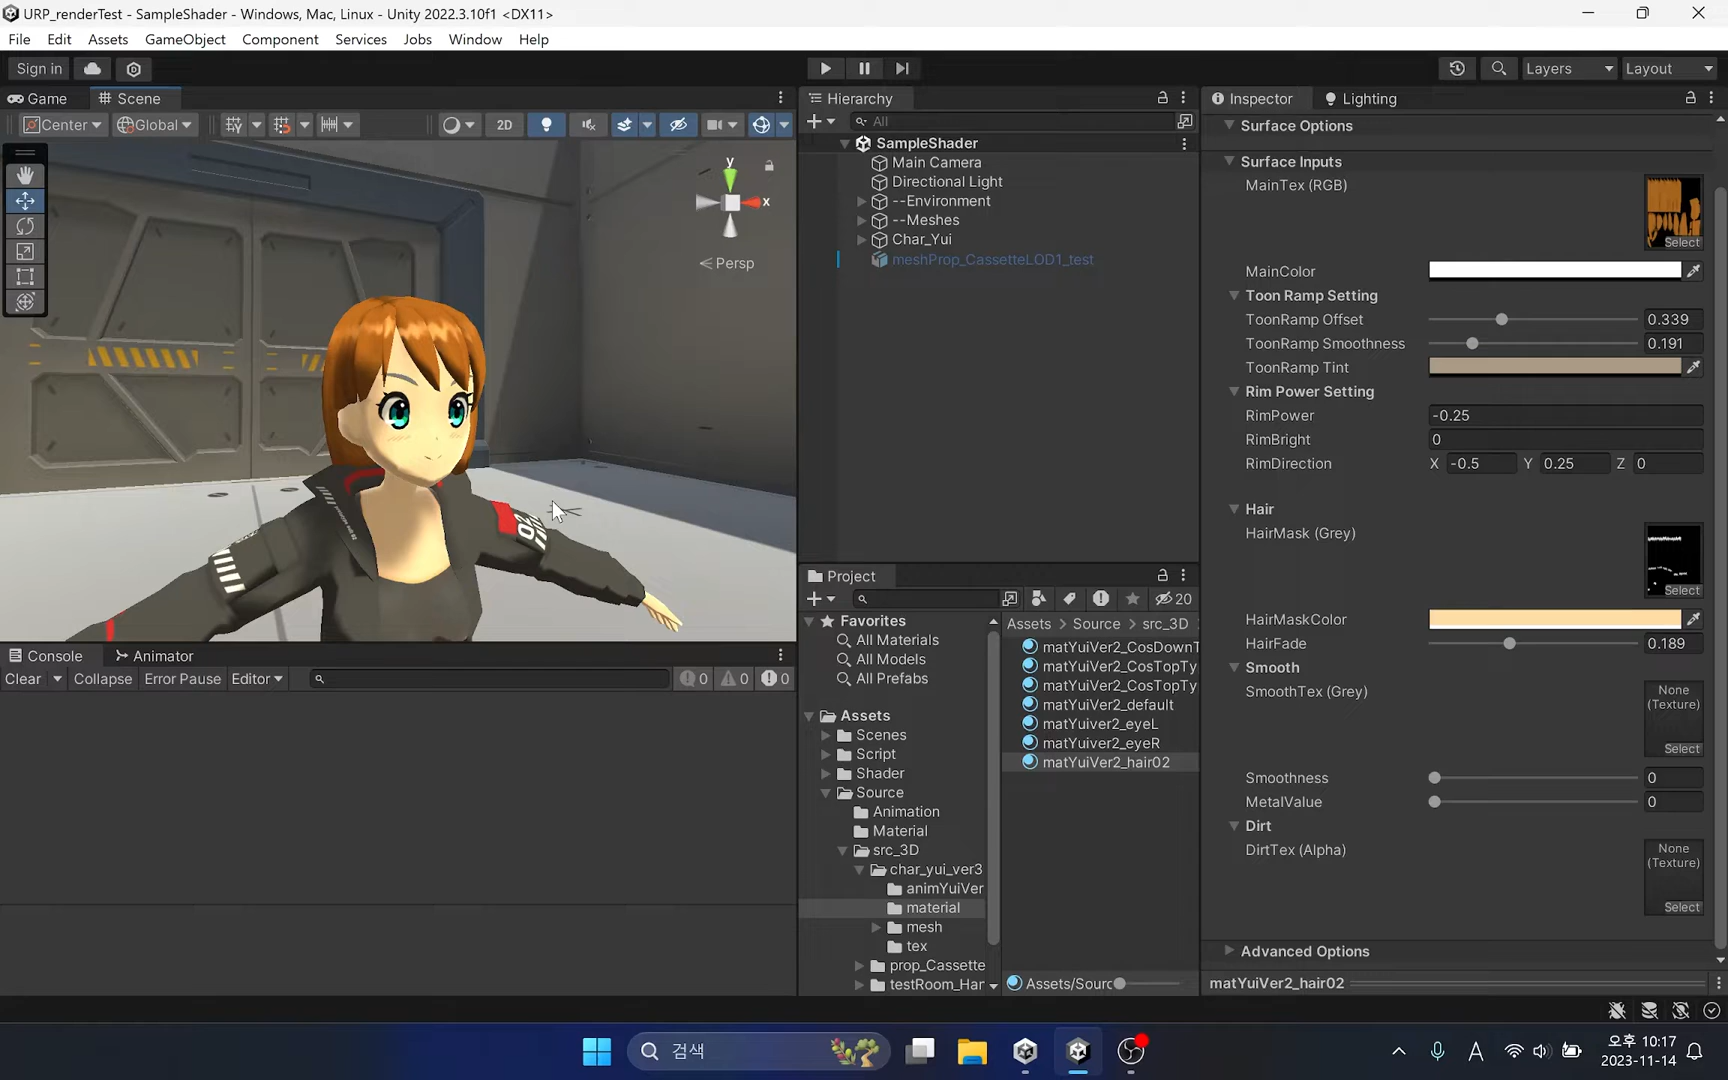 URP_renderTest - SampleShader - Windows, Mac, Linux - Unity 2022.3.10f1 <DX11>
File Edit Assets GameObject Component Services Jobs Window Help
Sign in
Layers Layout
Game Scene
Center Global 2D
y
x
Persp
02
Console Animator
Clear Collapse Error Pause Editor 0 0 0
Hierarchy
All
SampleShader
Main Camera
Directional Light
--Environment
--Meshes
Char_Yui
meshProp_CassetteLOD1_test
Project
20
Favorites
All Materials
All Models
All Prefabs
Assets
Scenes
Script
Shader
Source
Animation
Material
src_3D
char_yui_ver3
animYuiVer
material
mesh
tex
prop_Cassette
testRoom_Har
Assets > Source > src_3D
matYuiVer2_CosDownT
matYuiVer2_CosTopTy
matYuiVer2_CosTopTy
matYuiVer2_default
matYuiver2_eyeL
matYuiver2_eyeR
matYuiVer2_hair02
Assets/Sourc
Inspector Lighting
Surface Options
Surface Inputs
MainTex (RGB)
Select
MainColor
Toon Ramp Setting
ToonRamp Offset 0.339
ToonRamp Smoothness 0.191
ToonRamp Tint
Rim Power Setting
RimPower -0.25
RimBright 0
RimDirection X -0.5 Y 0.25 Z 0
Hair
HairMask (Grey)
Select
HairMaskColor
HairFade 0.189
Smooth
SmoothTex (Grey)
None
(Texture)
Select
Smoothness 0
MetalValue 0
Dirt
DirtTex (Alpha)
None
(Texture)
Select
Advanced Options
matYuiVer2_hair02
검색
A
오후 10:17
2023-11-14